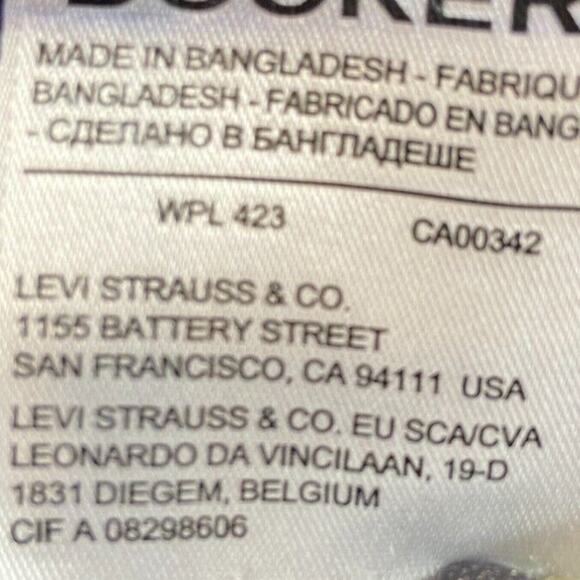 MADE IN BANGLADESH - FABRIQU
BANGLADESH - FABRICADO EN BANG
- СДЕЛАНО В БАНГЛАДЕШЕ
WPL 423 CA00342
LEVI STRAUSS & CO.
1155 BATTERY STREET
SAN FRANCISCO, CA 94111 USA
LEVI STRAUSS & CO. EU SCA/CVA
LEONARDO DA VINCILAAN, 19-D
1831 DIEGEM, BELGIUM
CIF A 08298606